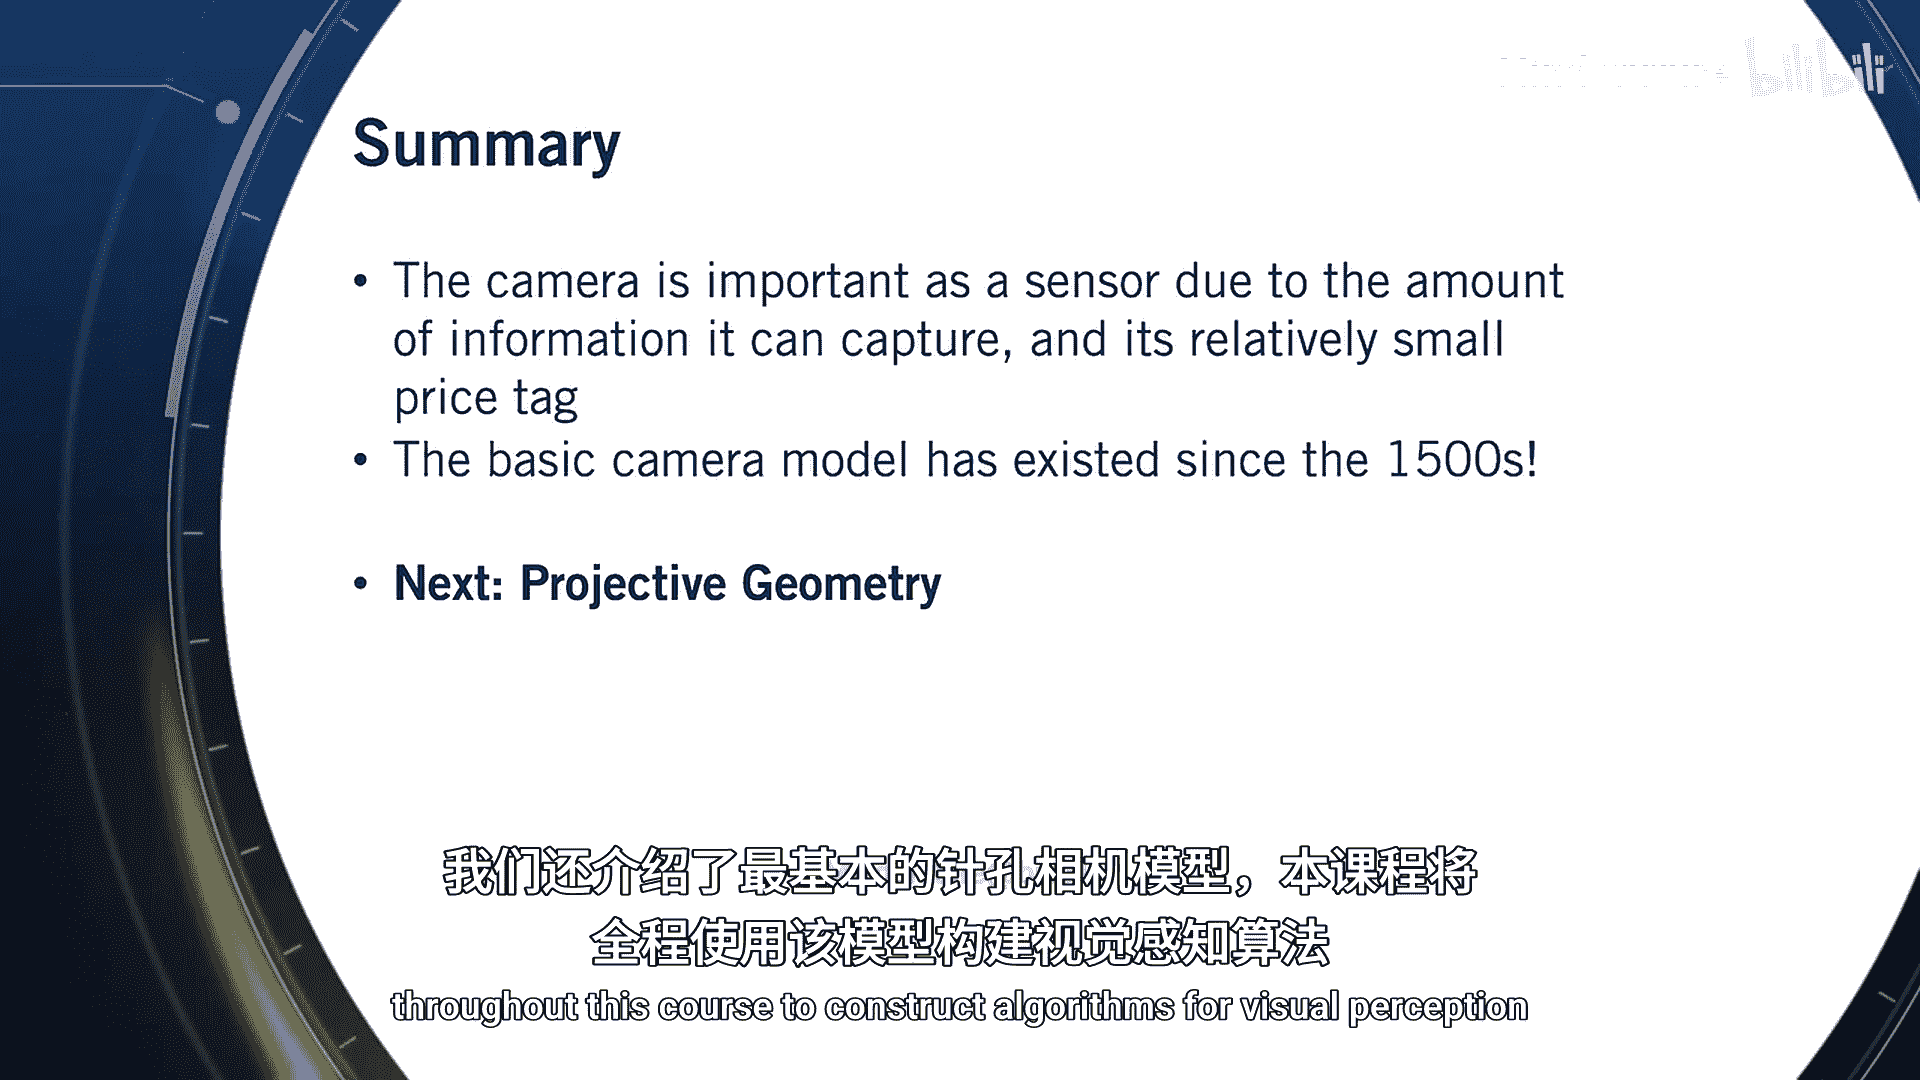 bilibili
Summary
• The camera is important as a sensor due to the amount
of information it can capture, and its relatively small
price tag
• The basic camera model has existed since the 1500s!
• Next: Projective Geometry
我们还介绍了最基本的针孔相机模型，本课程将
全程使用该模型构建视觉感知算法
throughout this course to construct algorithms for visual perception